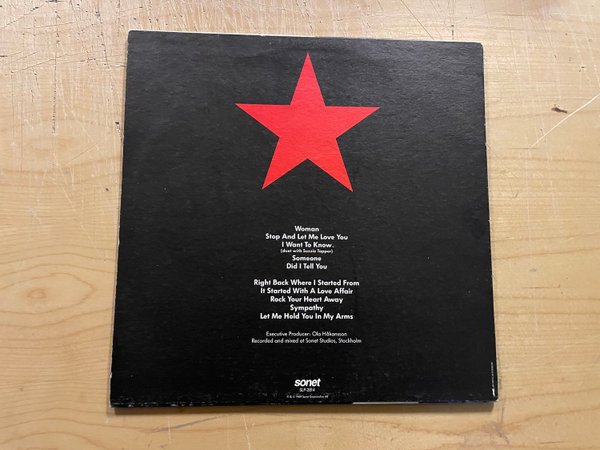 Woman
Stop And Let Me Love You
I Want To Know.
(duet with Suzzie Tapper)
Someone
Did I Tell You
Right Back Where I Started From
It Started With A Love Affair
Rock Your Heart Away
Sympathy
Let Me Hold You In My Arms
Executive Producer: Ola Håkansson
Recorded and mixed at Sonet Studios, Stockholm
sonet